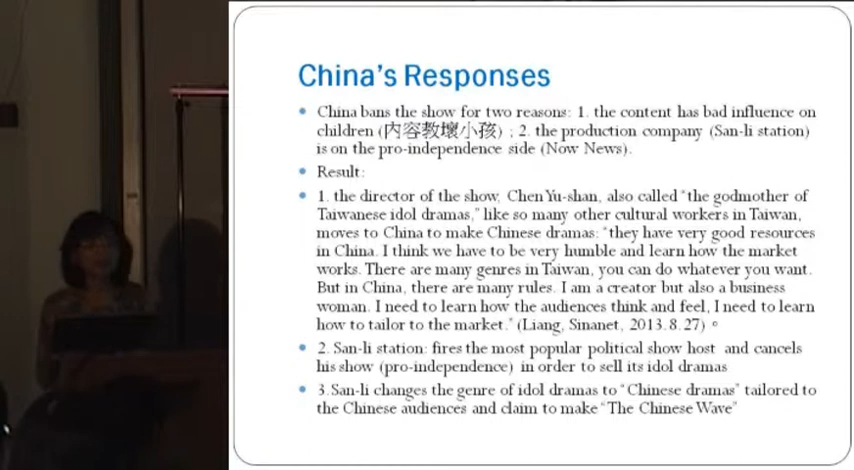 China's Responses
• China bans the show for two reasons: 1. the content has bad influence on
children (內容教壞小孩) ; 2. the production company (San-li station)
is on the pro-independence side (Now News).
• Result:
• 1. the director of the show, Chen Yu-shan, also called "the godmother of
Taiwanese idol dramas," like so many other cultural workers in Taiwan,
moves to China to make Chinese dramas: "they have very good resources
in China. I think we have to be very humble and learn how the market
works. There are many genres in Taiwan, you can do whatever you want.
But in China, there are many rules. I am a creator but also a business
woman. I need to learn how the audiences think and feel, I need to learn
how to tailor to the market." (Liang, Sinanet, 2013.8.27) 。
• 2. San-li station: fires the most popular political show host and cancels
his show (pro-independence) in order to sell its idol dramas
• 3.San-li changes the genre of idol dramas to "Chinese dramas" tailored to
the Chinese audiences and claim to make "The Chinese Wave"